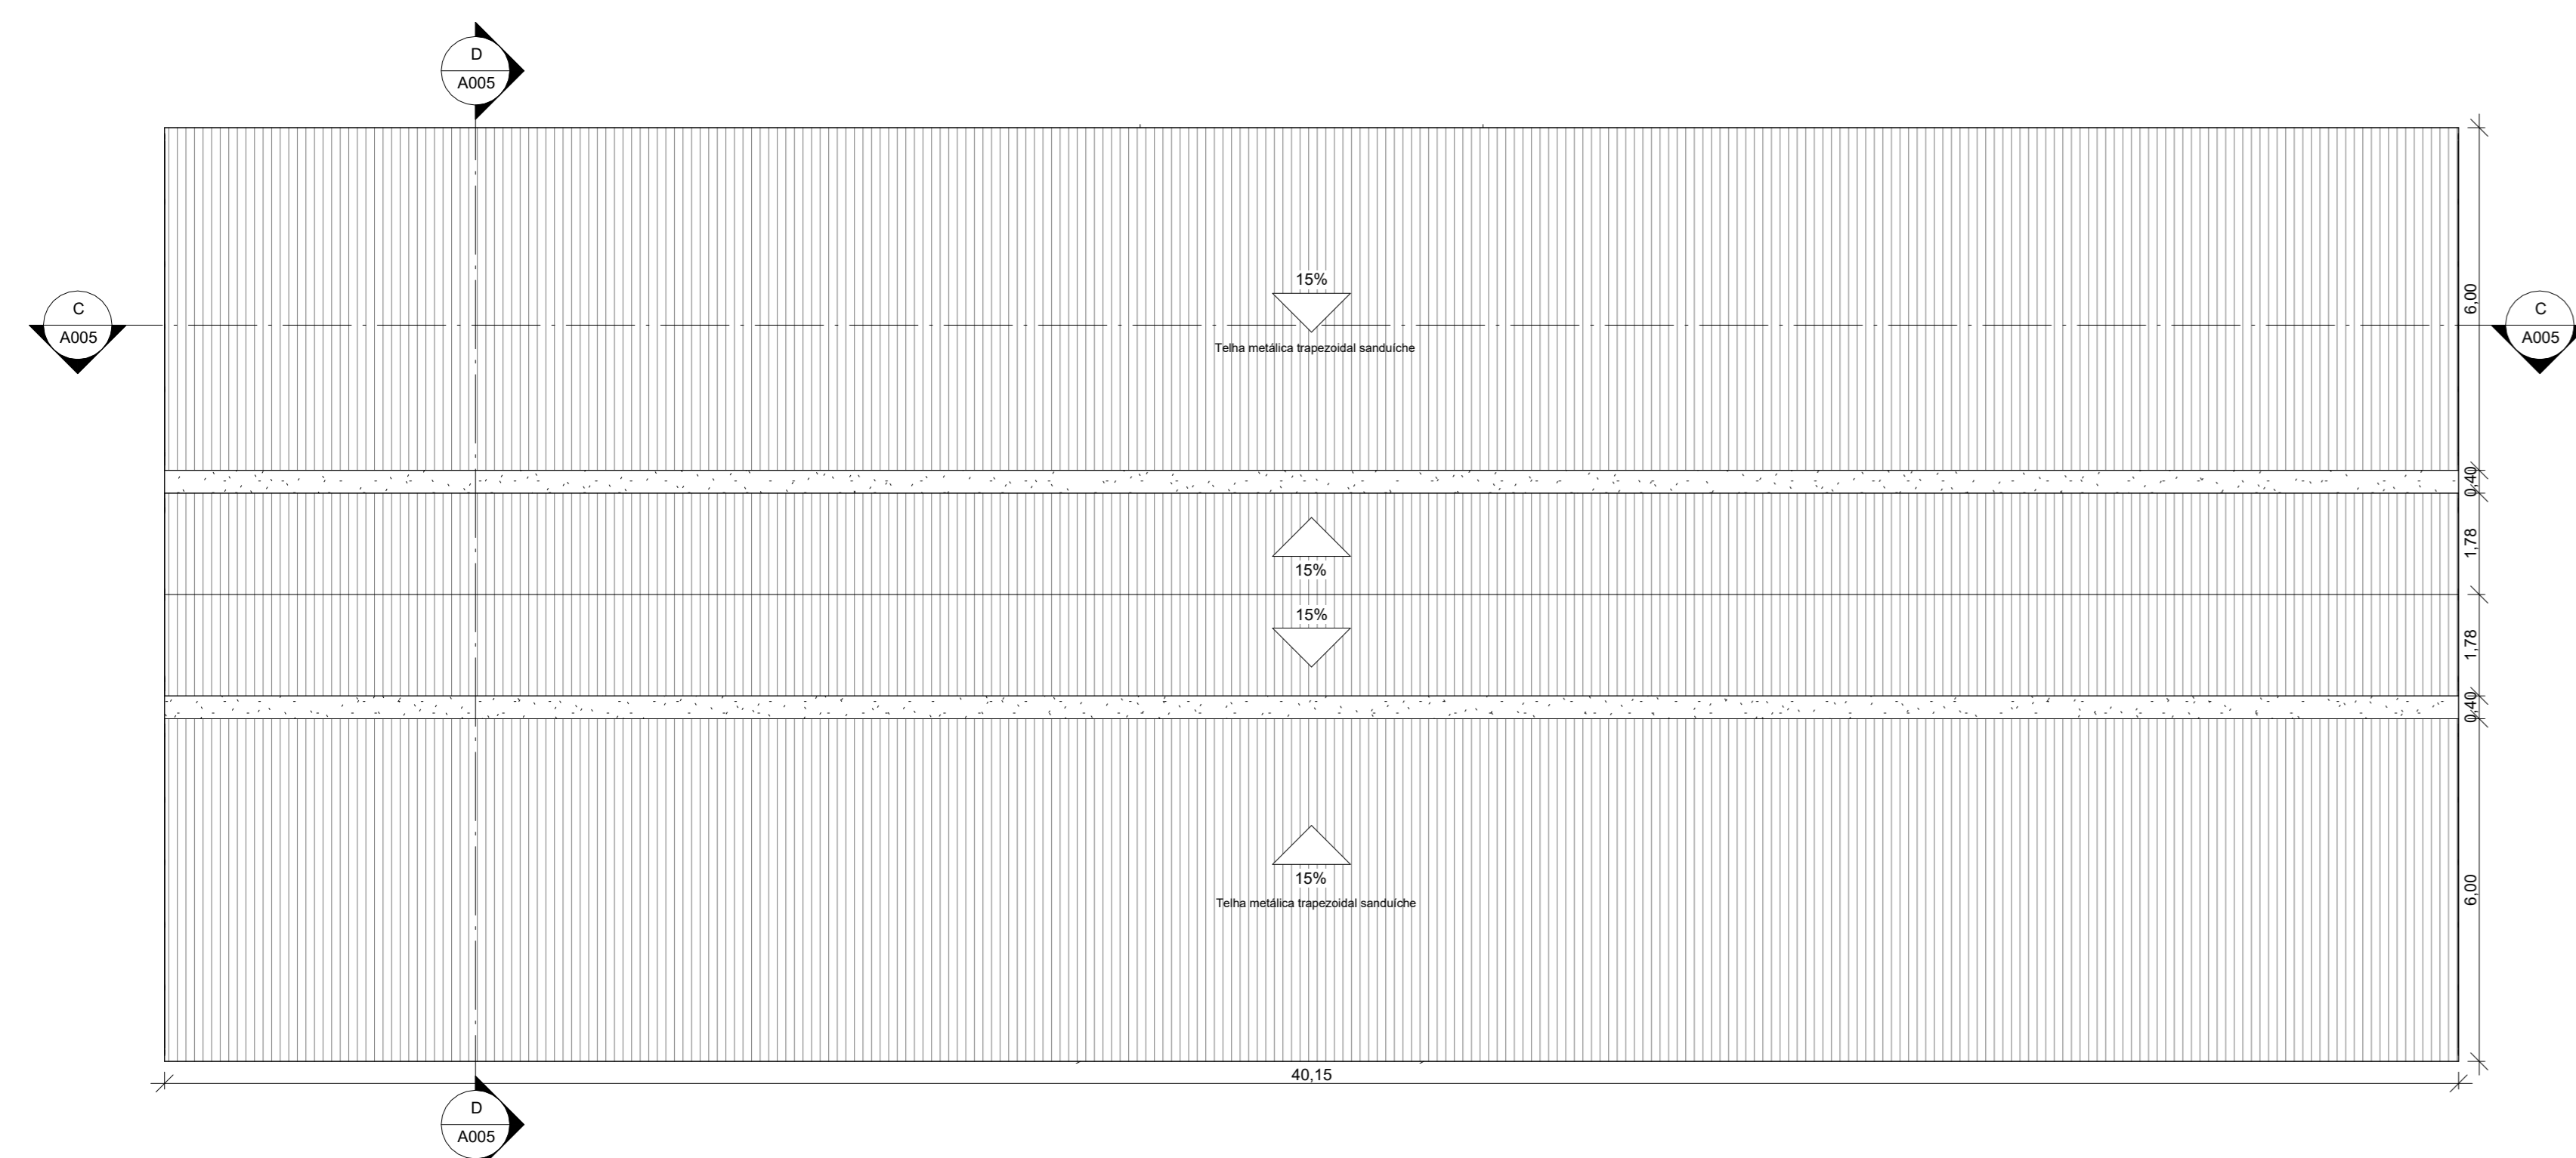 D
A005
15%
6,00
C
A005
C
A005
Telha metálica trapezoidal sanduíche
0,40
1,78
15%
15%
1,78
0,40
15%
6,00
Telha metálica trapezoidal sanduíche
40,15
D
A005